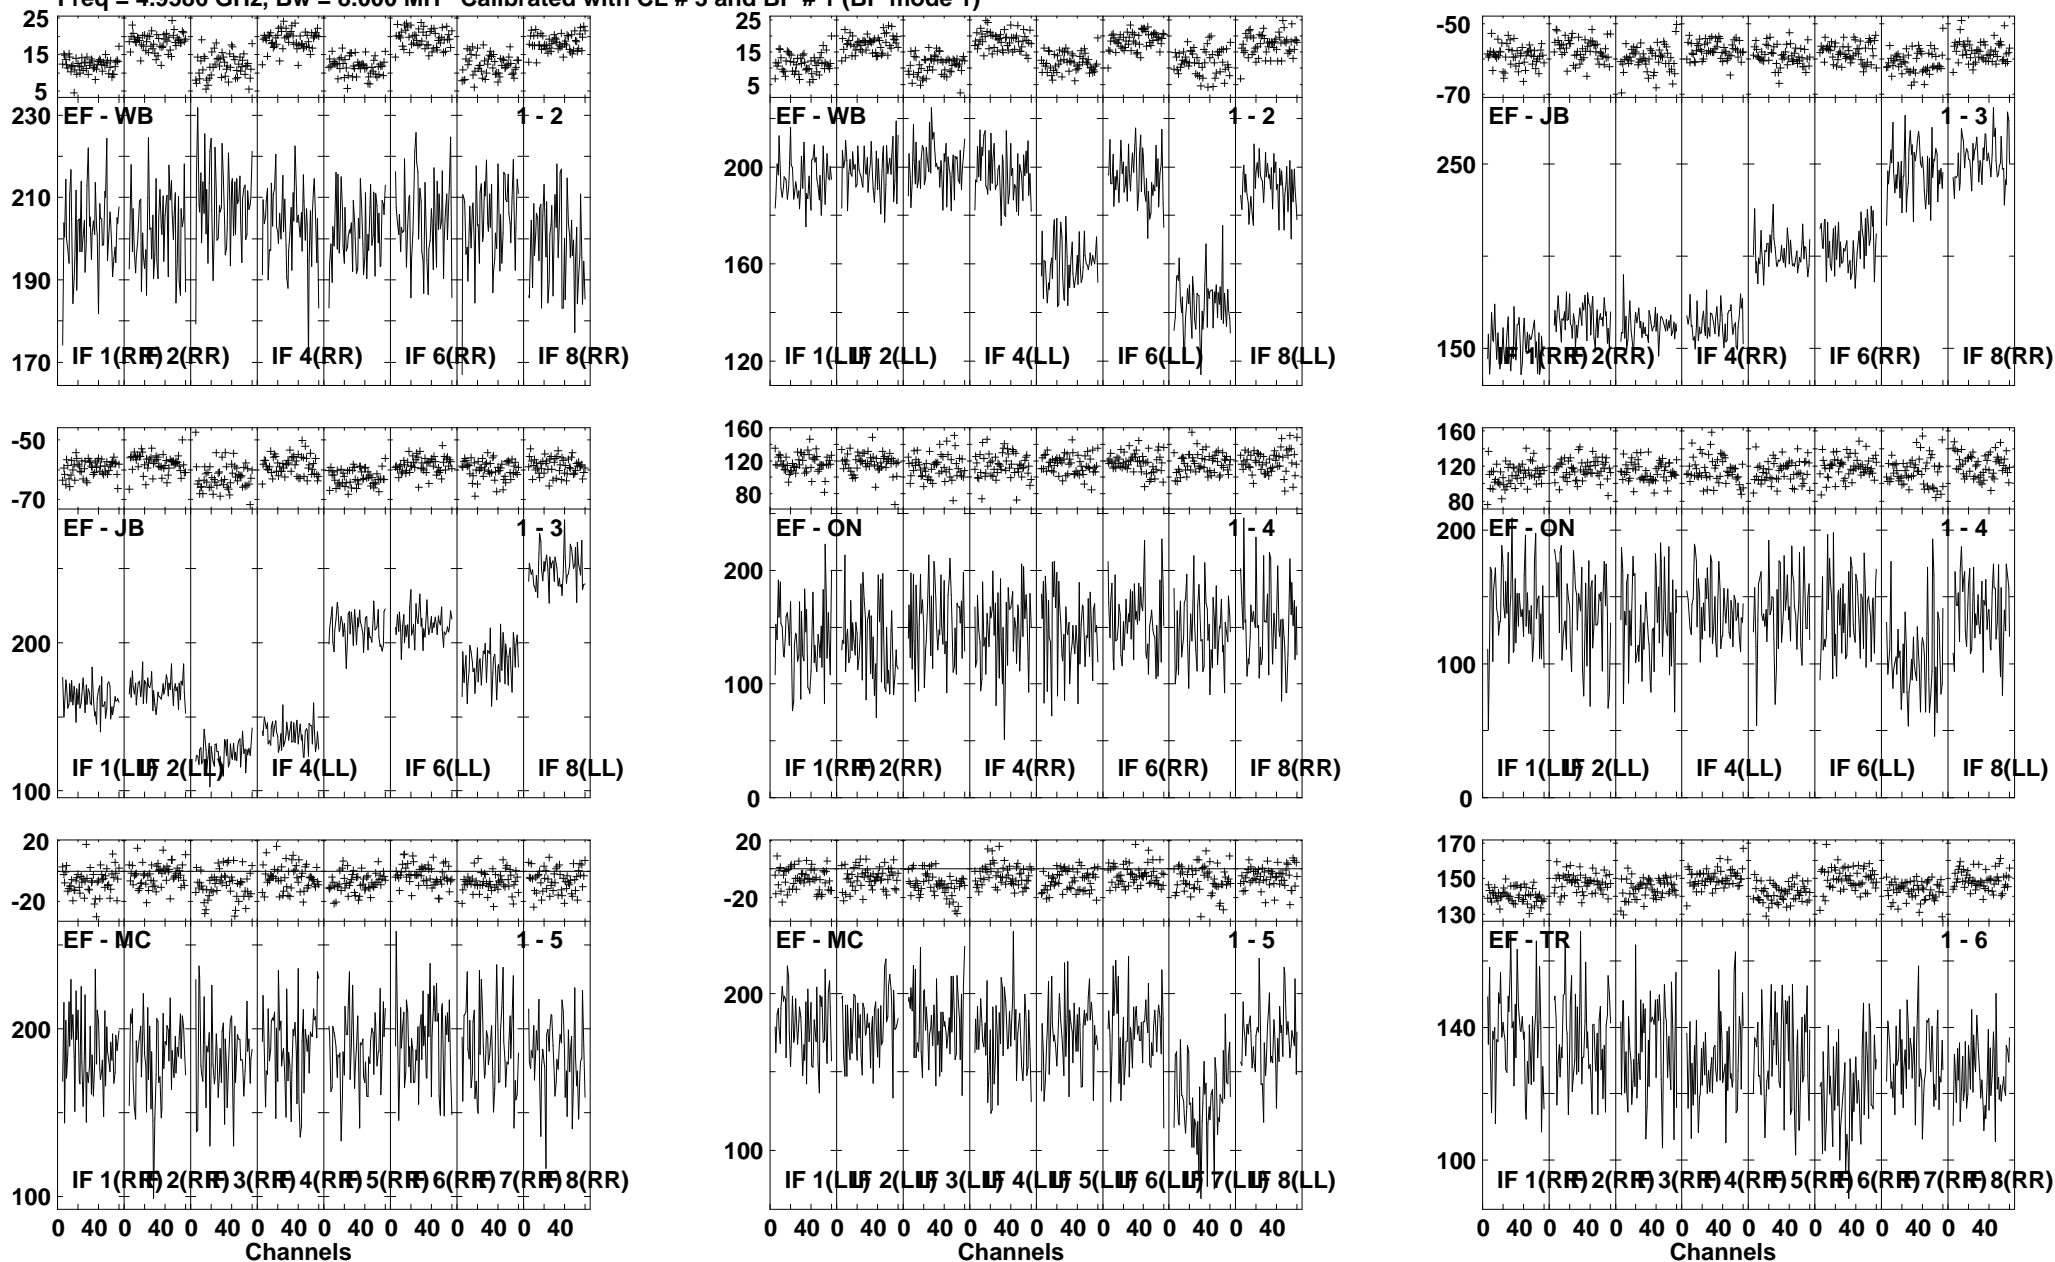 Freq = 4.9586 GHz, Bw = 8.000 MH Calibrated with CL # 3 and BP # 1 (BP mode 1)
25 15 5
EF - WB 1 - 2
230 210 190 170
IF 1(RR) IF 2(RR) IF 4(RR) IF 6(RR) IF 8(RR)
25 15 5
EF - WB 1 - 2
200 160 120
IF 1(LL) IF 2(LL) IF 4(LL) IF 6(LL) IF 8(LL)
-50 -70
EF - JB 1 - 3
250 150
IF 1(RR) IF 2(RR) IF 4(RR) IF 6(RR) IF 8(RR)
-50 -70
EF - JB 1 - 3
200 100
IF 1(LL) IF 2(LL) IF 4(LL) IF 6(LL) IF 8(LL)
160 120 80
EF - ON 1 - 4
200 100 0
IF 1(RR) IF 2(RR) IF 4(RR) IF 6(RR) IF 8(RR)
160 120 80
EF - ON 1 - 4
200 100 0
IF 1(LL) IF 2(LL) IF 4(LL) IF 6(LL) IF 8(LL)
20 -20
EF - MC 1 - 5
200 100
IF 1(RR) IF 2(RR) IF 3(RR) IF 4(RR) IF 5(RR) IF 6(RR) IF 7(RR) IF 8(RR)
0 40 0 40 0 40 0 40 0 40 0 40 0 40 0 40
Channels
20 -20
EF - MC 1 - 5
200 100
IF 1(LL) IF 2(LL) IF 3(LL) IF 4(LL) IF 5(LL) IF 6(LL) IF 7(LL) IF 8(LL)
0 40 0 40 0 40 0 40 0 40 0 40 0 40 0 40
Channels
170 150 130
EF - TR 1 - 6
140 100
IF 1(RR) IF 2(RR) IF 3(RR) IF 4(RR) IF 5(RR) IF 6(RR) IF 7(RR) IF 8(RR)
0 40 0 40 0 40 0 40 0 40 0 40 0 40 0 40
Channels